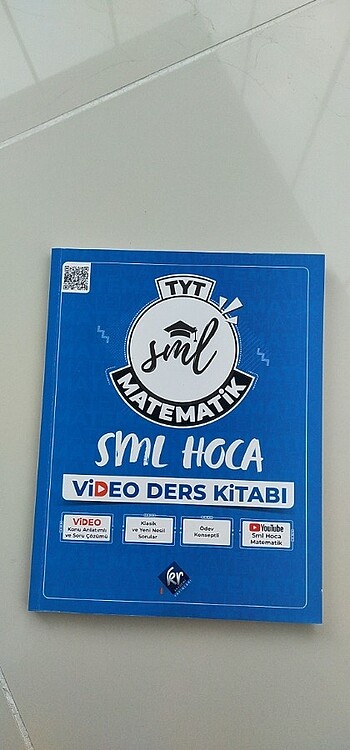 TYT
sml
MATEMATİK
SML HOCA
VİDEO DERS KİTABI
VİDEO
Konu Anlatımlı
ve Soru Çözümü
Klasik
ve Yeni Nesil
Sorular
Ödev
Konseptli
YouTube
Sml Hoca
Matematik